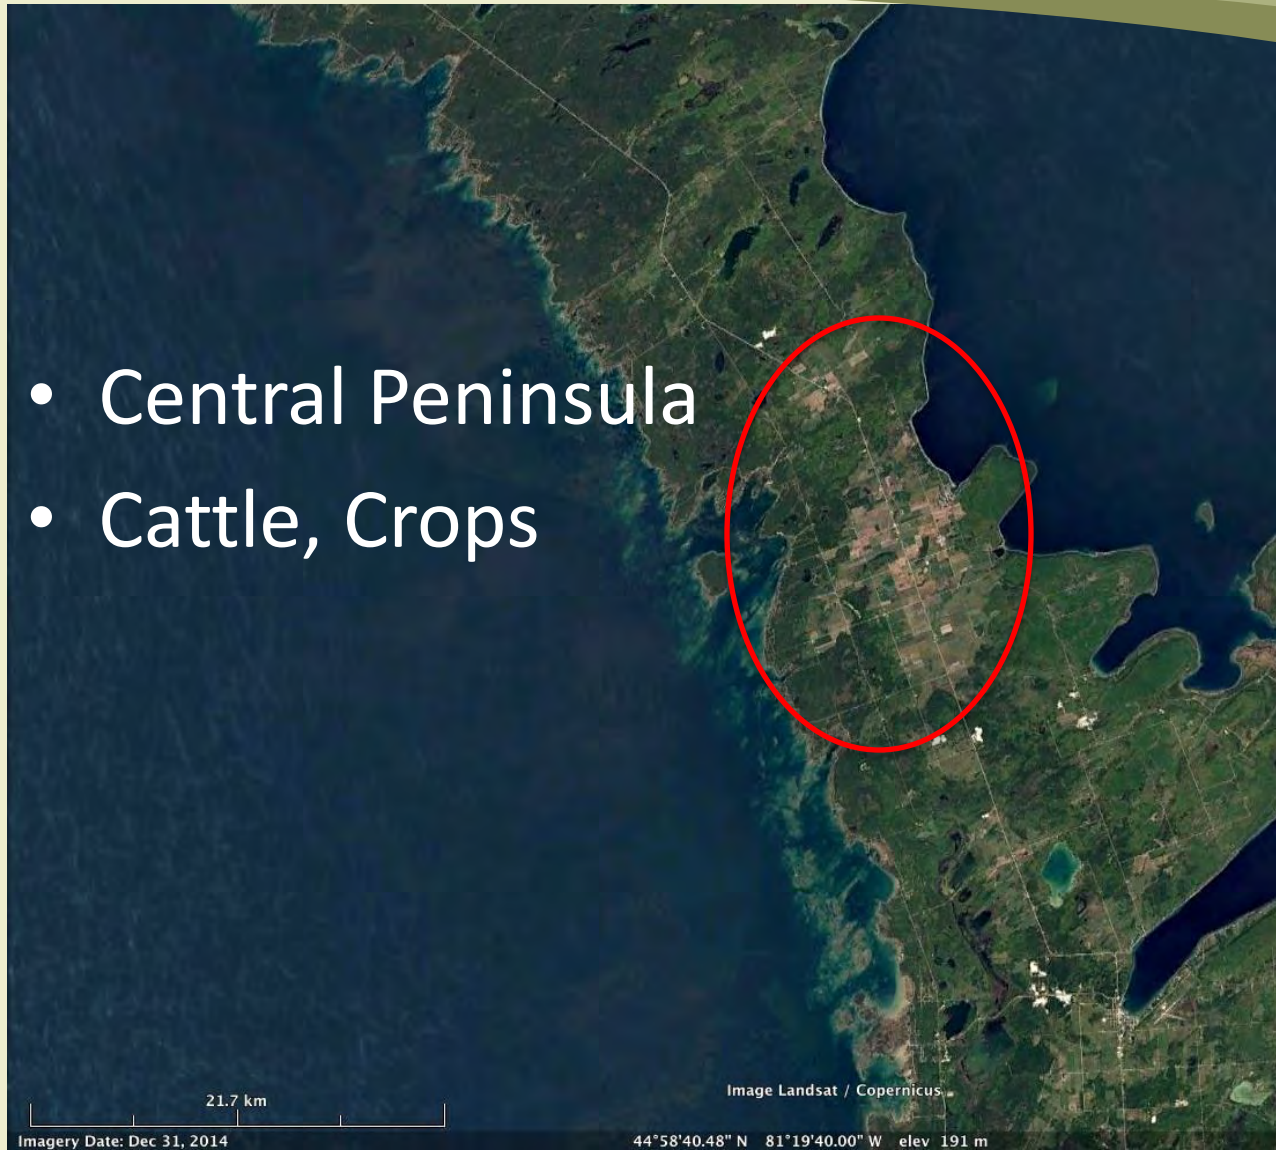 • Central Peninsula
• Cattle, Crops
21.7 km
Image Landsat / Copernicus
Imagery Date: Dec 31, 2014
44°58'40.48" N 81°19'40.00" W elev 191 m